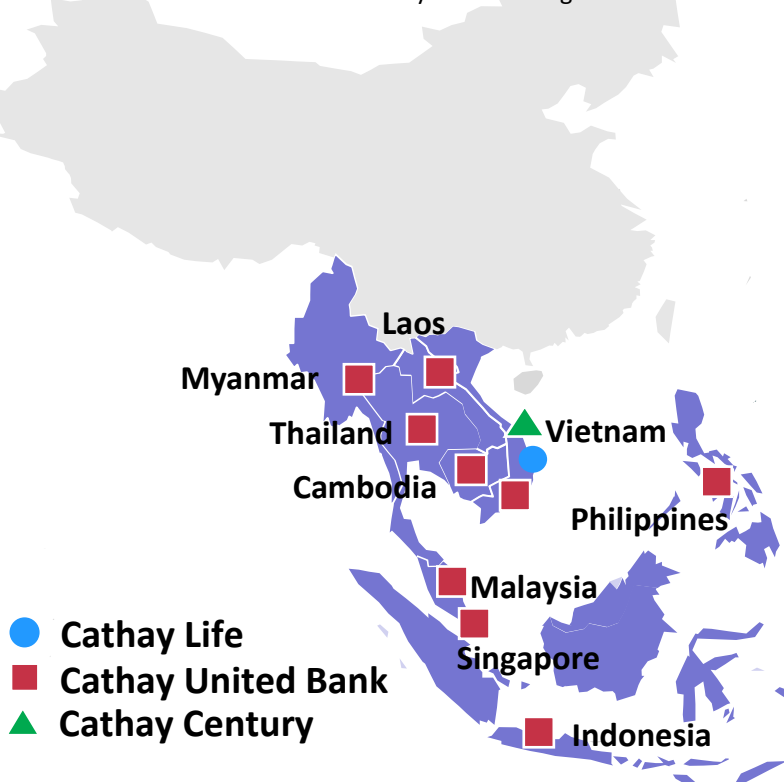 Laos
Myanmar
Thailand
Vietnam
Cambodia
Philippines
Malaysia
Cathay Life
Singapore
Cathay United Bank
Cathay Century
Indonesia